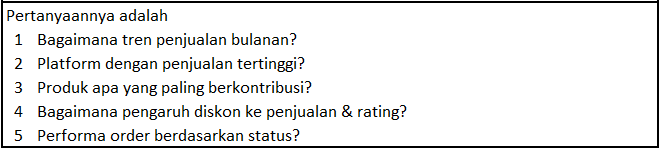 Pertanyaannya adalah
1 Bagaimana tren penjualan bulanan?
2 Platform dengan penjualan tertinggi?
3 Produk apa yang paling berkontribusi?
4 Bagaimana pengaruh diskon ke penjualan & rating?
5 Performa order berdasarkan status?